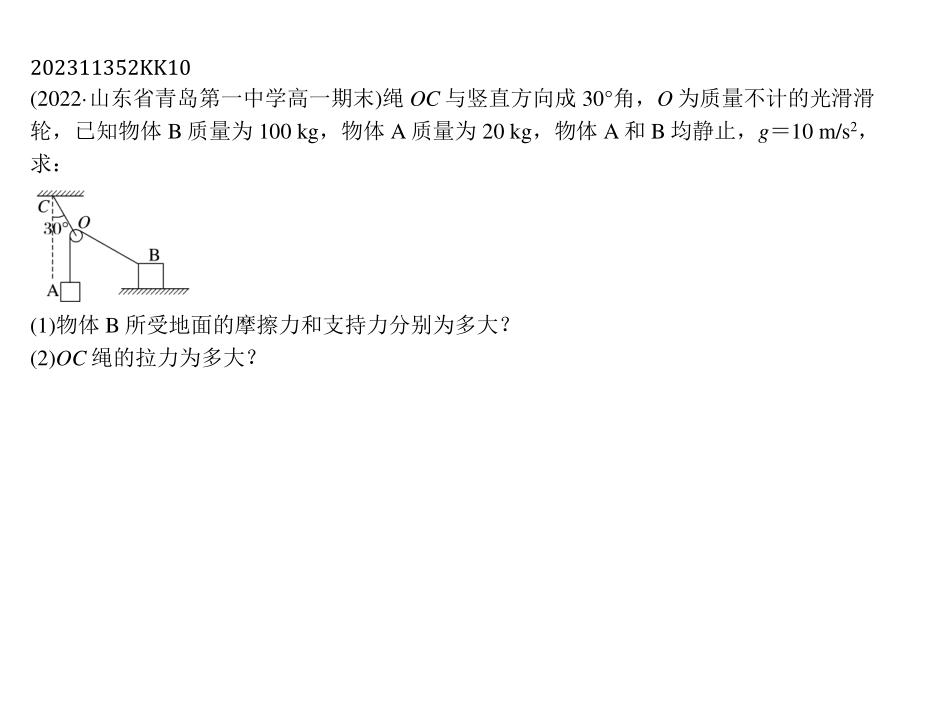 202311352KK10
(2022·山东省青岛第一中学高一期末)绳 OC 与竖直方向成 30°角，O 为质量不计的光滑滑
轮，已知物体 B 质量为 100 kg，物体 A 质量为 20 kg，物体 A 和 B 均静止，g＝10 m/s²，
求：
C
30°
O
B
A
(1)物体 B 所受地面的摩擦力和支持力分别为多大？
(2)OC 绳的拉力为多大？